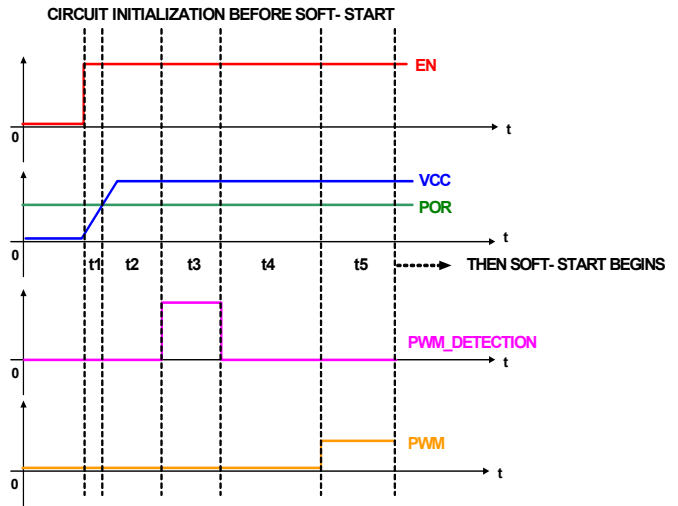 CIRCUIT INITIALIZATION BEFORE SOFT- START
EN
0
t
VCC
POR
0
t
t1 t2 t3 t4 t5 THEN SOFT- START BEGINS
PWM_DETECTION
0
t
PWM
0
t